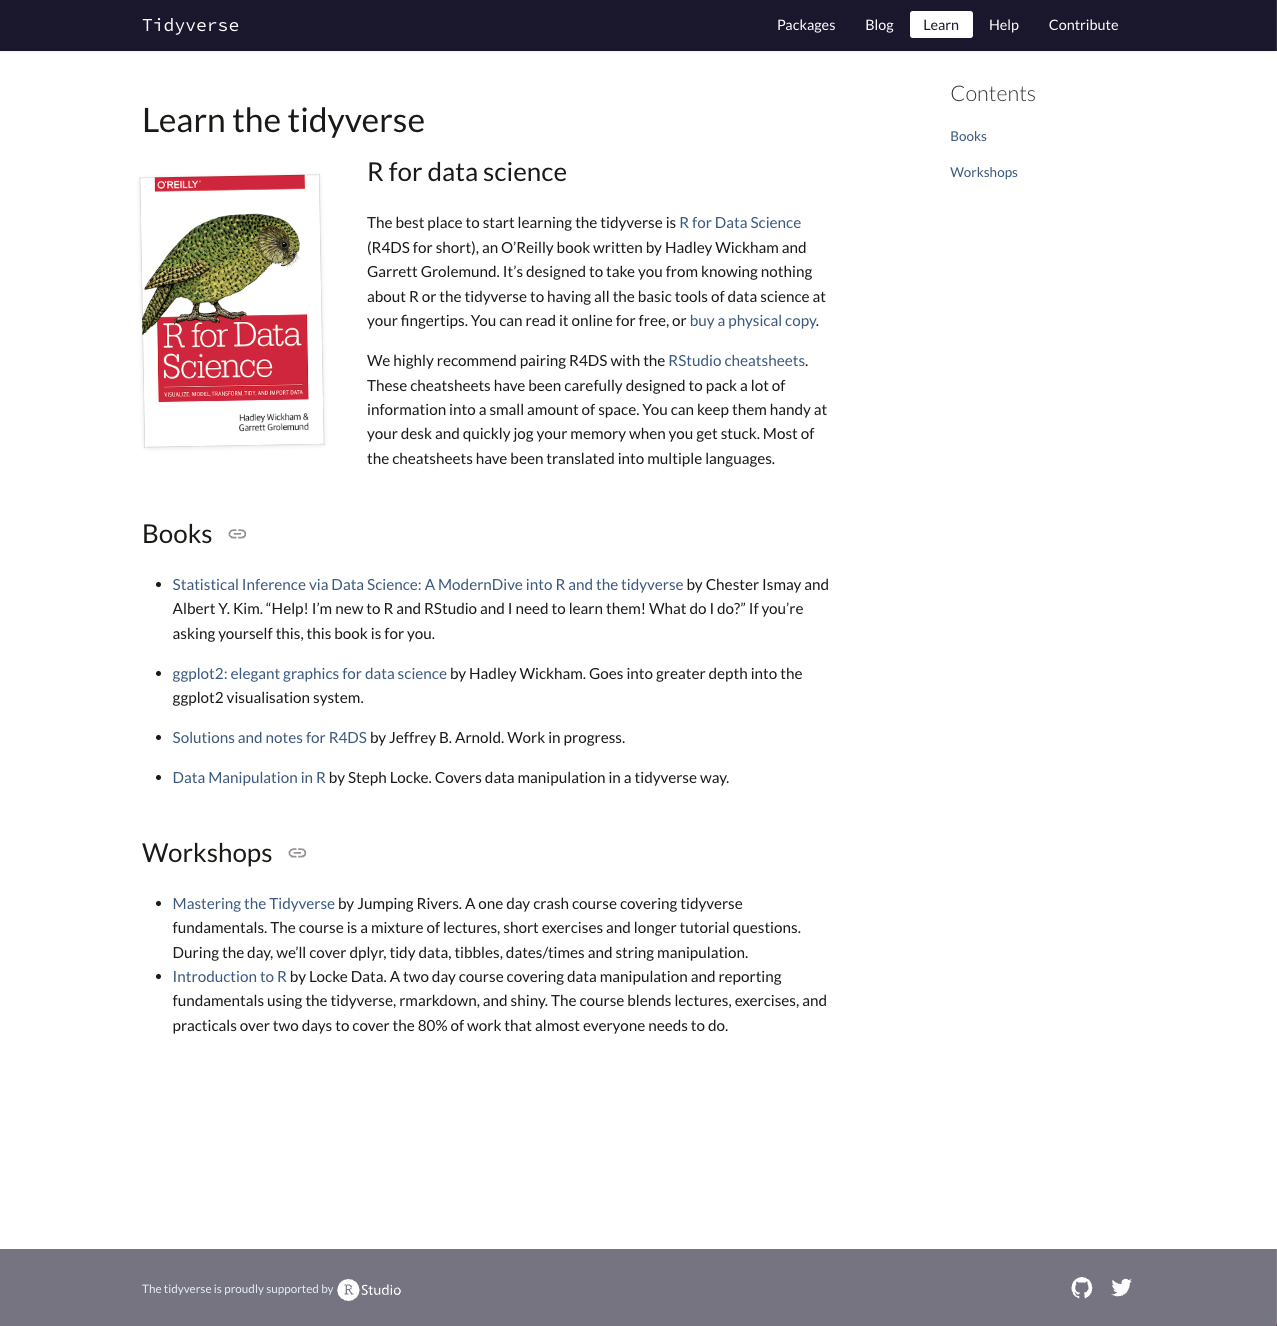 Tidyverse
Packages Blog Learn Help Contribute
Contents
Books
Workshops
Learn the tidyverse
O'REILLY
R for Data
Science
VISUALIZE, MODEL, TRANSFORM, TIDY, AND IMPORT DATA
Hadley Wickham &
Garrett Grolemund
R for data science
The best place to start learning the tidyverse is R for Data Science
(R4DS for short), an O’Reilly book written by Hadley Wickham and
Garrett Grolemund. It’s designed to take you from knowing nothing
about R or the tidyverse to having all the basic tools of data science at
your fingertips. You can read it online for free, or buy a physical copy.
We highly recommend pairing R4DS with the RStudio cheatsheets.
These cheatsheets have been carefully designed to pack a lot of
information into a small amount of space. You can keep them handy at
your desk and quickly jog your memory when you get stuck. Most of
the cheatsheets have been translated into multiple languages.
Books
• Statistical Inference via Data Science: A ModernDive into R and the tidyverse by Chester Ismay and
Albert Y. Kim. “Help! I’m new to R and RStudio and I need to learn them! What do I do?” If you’re
asking yourself this, this book is for you.
• ggplot2: elegant graphics for data science by Hadley Wickham. Goes into greater depth into the
ggplot2 visualisation system.
• Solutions and notes for R4DS by Jeffrey B. Arnold. Work in progress.
• Data Manipulation in R by Steph Locke. Covers data manipulation in a tidyverse way.
Workshops
• Mastering the Tidyverse by Jumping Rivers. A one day crash course covering tidyverse
fundamentals. The course is a mixture of lectures, short exercises and longer tutorial questions.
During the day, we’ll cover dplyr, tidy data, tibbles, dates/times and string manipulation.
• Introduction to R by Locke Data. A two day course covering data manipulation and reporting
fundamentals using the tidyverse, rmarkdown, and shiny. The course blends lectures, exercises, and
practicals over two days to cover the 80% of work that almost everyone needs to do.
The tidyverse is proudly supported by R Studio